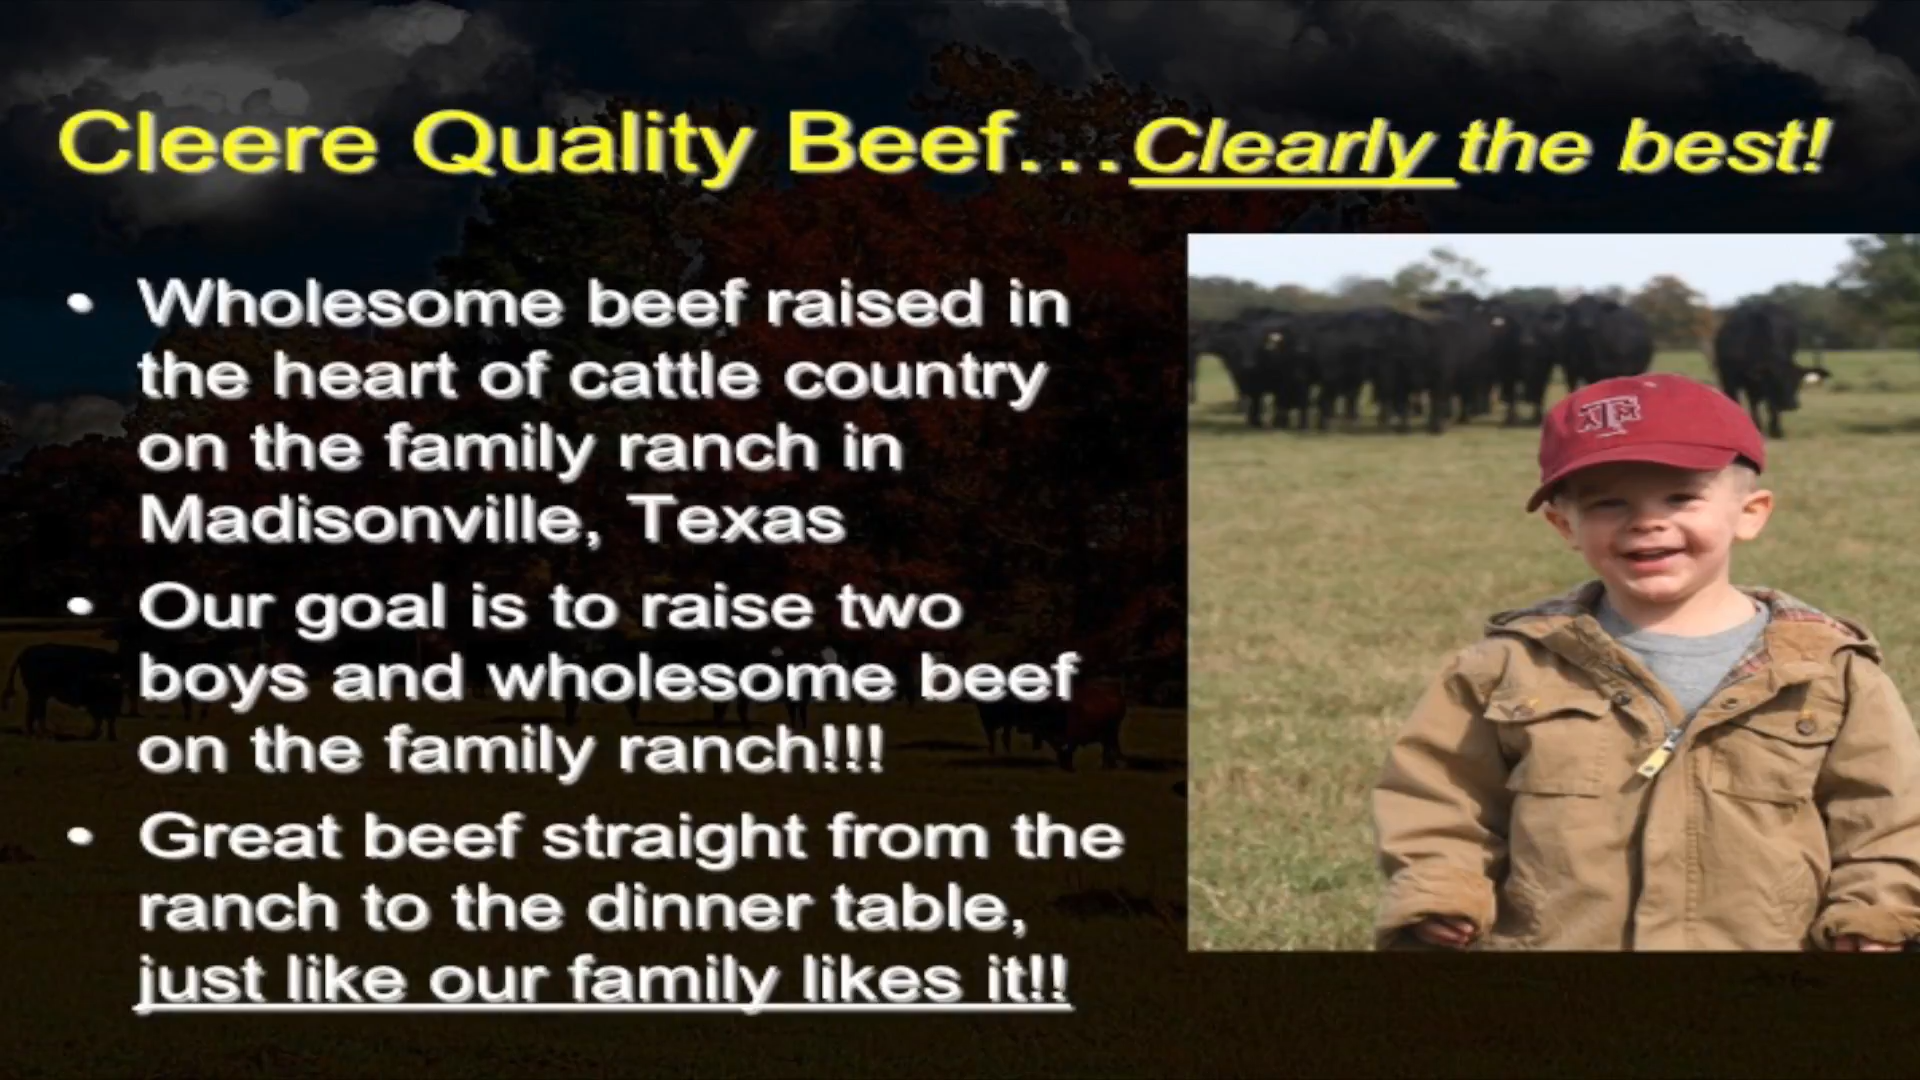 Cleere Quality Beef...Clearly the best!
• Wholesome beef raised in
the heart of cattle country
on the family ranch in
Madisonville, Texas
• Our goal is to raise two
boys and wholesome beef
on the family ranch!!!
• Great beef straight from the
ranch to the dinner table,
just like our family likes it!!
ATM